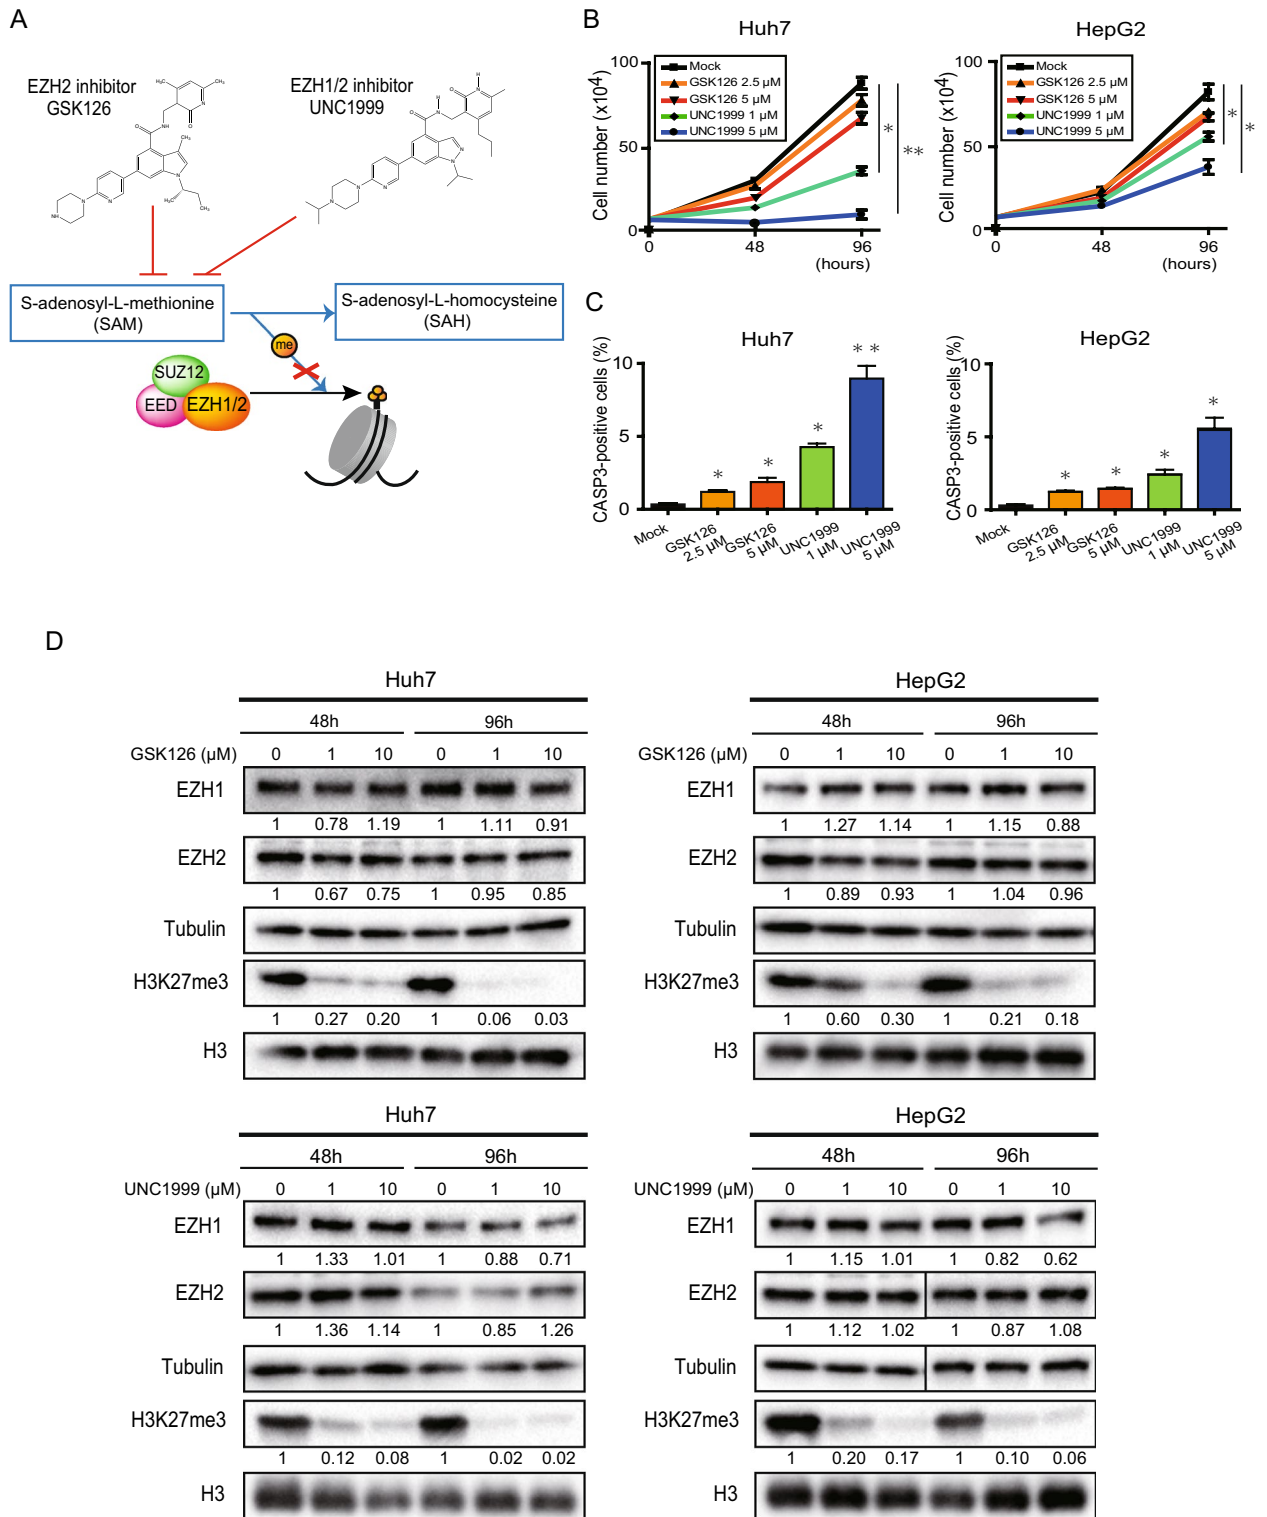 A
EZH2 inhibitor
GSK126
EZH1/2 inhibitor
UNC1999
S-adenosyl-L-methionine
(SAM)
S-adenosyl-L-homocysteine
(SAH)
me
SUZ12
EED
EZH1/2
B
Huh7
Cell number (x10⁴)
100
50
0
Mock
GSK126 2.5 µM
GSK126 5 µM
UNC1999 1 µM
UNC1999 5 µM
*
**
0 48 96
(hours)
HepG2
Cell number (x10⁴)
100
50
0
Mock
GSK126 2.5 µM
GSK126 5 µM
UNC1999 1 µM
UNC1999 5 µM
*
*
0 48 96
(hours)
C
Huh7
CASP3-positive cells (%)
10
5
0
* * * **
Mock
GSK126 2.5 µM
GSK126 5 µM
UNC1999 1 µM
UNC1999 5 µM
HepG2
CASP3-positive cells (%)
10
5
0
* * * *
Mock
GSK126 2.5 µM
GSK126 5 µM
UNC1999 1 µM
UNC1999 5 µM
D
Huh7
48h 96h
GSK126 (µM) 0 1 10 0 1 10
EZH1
1 0.78 1.19 1 1.11 0.91
EZH2
1 0.67 0.75 1 0.95 0.85
Tubulin
H3K27me3
1 0.27 0.20 1 0.06 0.03
H3
HepG2
48h 96h
GSK126 (µM) 0 1 10 0 1 10
EZH1
1 1.27 1.14 1 1.15 0.88
EZH2
1 0.89 0.93 1 1.04 0.96
Tubulin
H3K27me3
1 0.60 0.30 1 0.21 0.18
H3
Huh7
48h 96h
UNC1999 (µM) 0 1 10 0 1 10
EZH1
1 1.33 1.01 1 0.88 0.71
EZH2
1 1.36 1.14 1 0.85 1.26
Tubulin
H3K27me3
1 0.12 0.08 1 0.02 0.02
H3
HepG2
48h 96h
UNC1999 (µM) 0 1 10 0 1 10
EZH1
1 1.15 1.01 1 0.82 0.62
EZH2
1 1.12 1.02 1 0.87 1.08
Tubulin
H3K27me3
1 0.20 0.17 1 0.10 0.06
H3